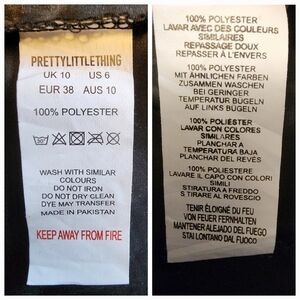 PRETTYLITTLETHING
UK 10 US 6
EUR 38 AUS 10
100% POLYESTER
WASH WITH SIMILAR
COLOURS
DO NOT IRON
DO NOT DRY CLEAN
DYE MAY TRANSFER
MADE IN PAKISTAN
KEEP AWAY FROM FIRE
100% POLYESTER
LAVAR AVEC DES COULEURS
SIMILAIRES
REPASSAGE DOUX
REPASSER À L'ENVERS
100% POLYESTER
MIT ÄHNLICHEN FARBEN
ZUSAMMEN WASCHEN
BEI GERINGER
TEMPERATUR BÜGELN
AUF LINKS BÜGELN
100% POLIÉSTER
LAVAR CON COLORES
SIMILARES
PLANCHAR A
TEMPERATURA BAJA
PLANCHAR DEL REVÉS
100% POLIESTERE
LAVARE IL CAPO CON COLORI
SIMILI
STIRATURA A FREDDO
S TIRARE AL ROVESCIO
TENIR ÉLOIGNÉ DU FEU
VON FEUER FERNHALTEN
MANTENER ALEJADO DEL FUEGO
STAI LONTANO DAL FUOCO